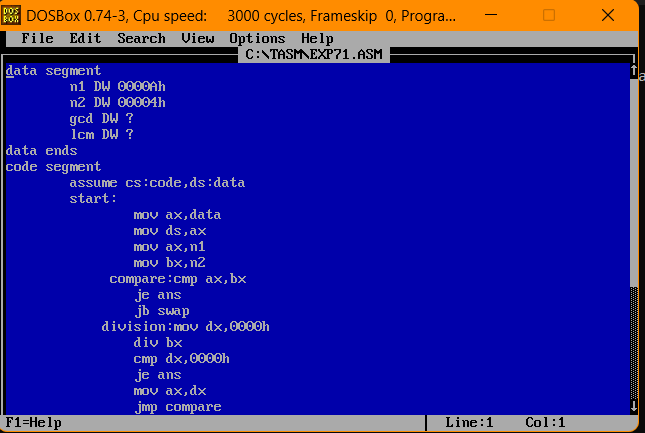 DOSBox 0.74-3, Cpu speed: 3000 cycles, Frameskip 0, Progra...
File Edit Search View Options Help
C:\TASM\EXP71.ASM
data segment
n1 DW 0000Ah
n2 DW 00004h
gcd DW ?
lcm DW ?
data ends
code segment
assume cs:code,ds:data
start:
mov ax,data
mov ds,ax
mov ax,n1
mov bx,n2
compare:cmp ax,bx
je ans
jb swap
division:mov dx,0000h
div bx
cmp dx,0000h
je ans
mov ax,dx
jmp compare
F1=Help
Line:1 Col:1